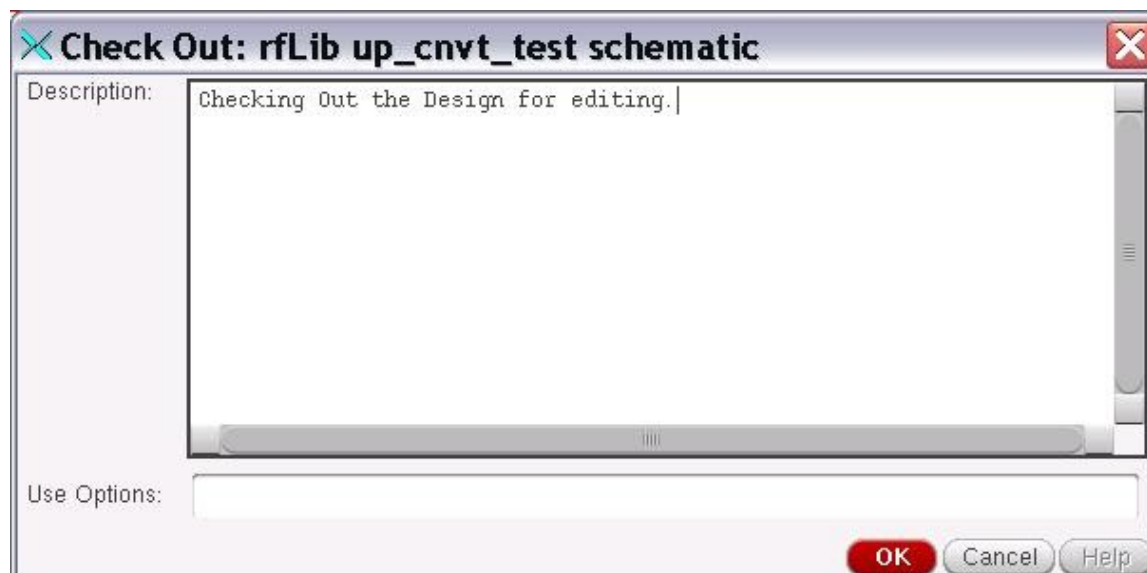 Check Out: rfLib up_cnvt_test schematic
Description:
Checking Out the Design for editing.
Use Options:
OK Cancel Help